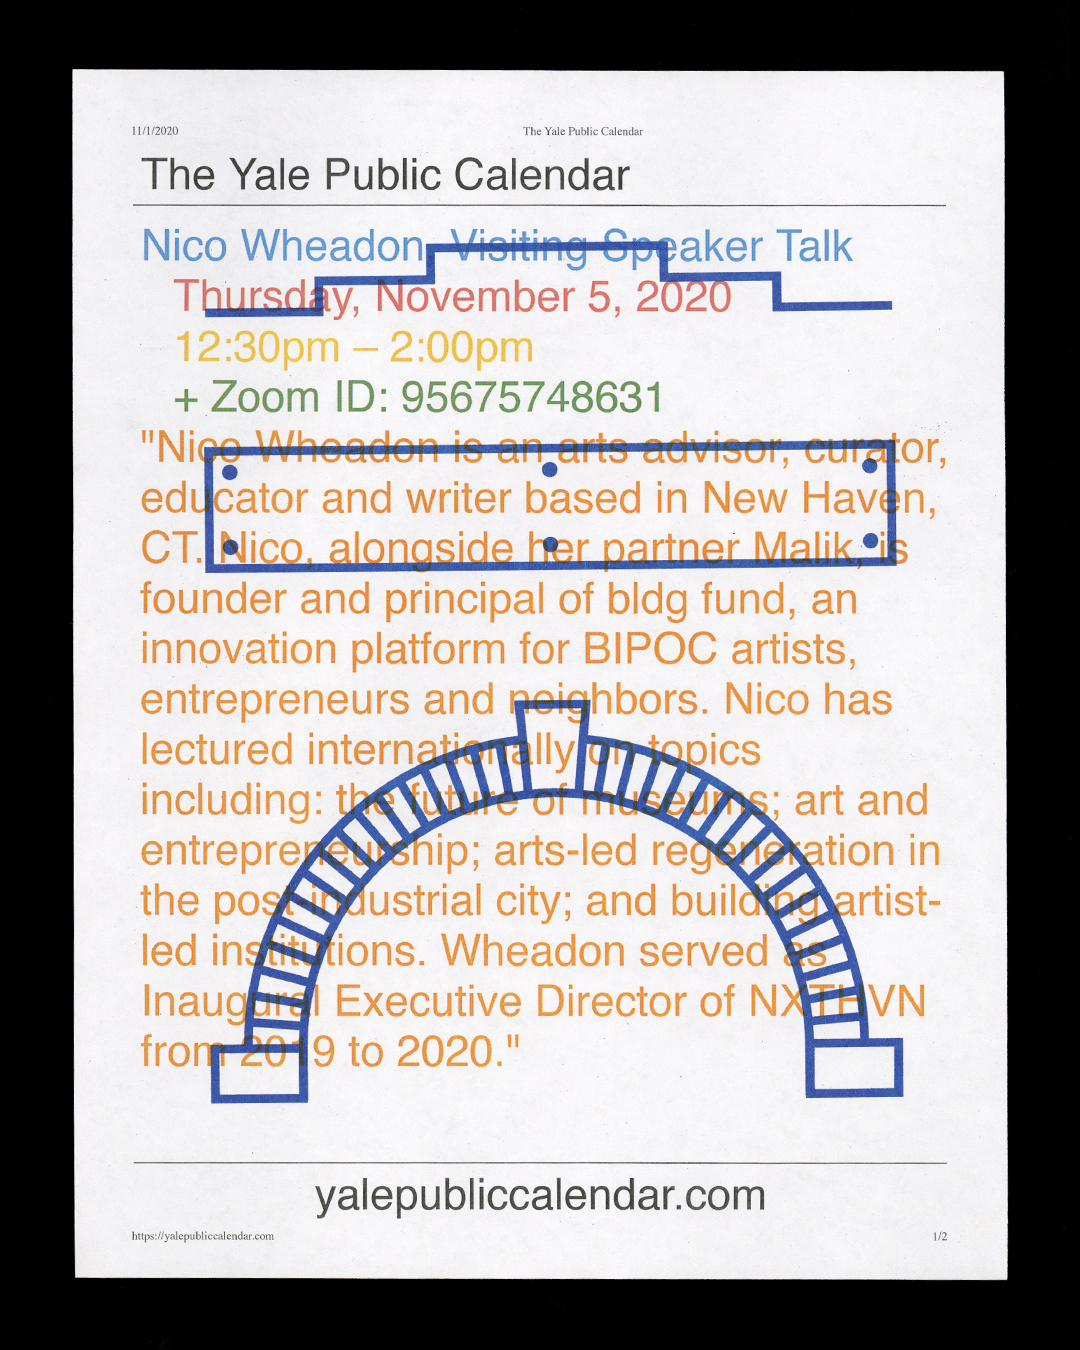 11/1/2020 The Yale Public Calendar
The Yale Public Calendar
Nico Wheadon, Visiting Speaker Talk
Thursday, November 5, 2020
12:30pm – 2:00pm
+ Zoom ID: 95675748631
"Nico Wheadon is an arts advisor, curator,
educator and writer based in New Haven,
CT. Nico, alongside her partner Malik, is
founder and principal of bldg fund, an
innovation platform for BIPOC artists,
entrepreneurs and neighbors. Nico has
lectured internationally on topics
including: the future of museums; art and
entrepreneurship; arts-led regeneration in
the post-industrial city; and building artist-
led institutions. Wheadon served as
Inaugural Executive Director of NXTHVN
from 2019 to 2020."
yalepubliccalendar.com
https://yalepubliccalendar.com 1/2